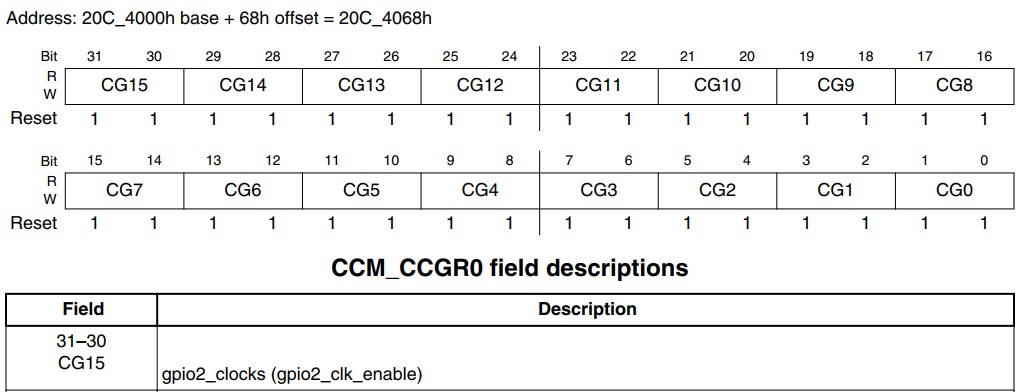 Address: 20C_4000h base + 68h offset = 20C_4068h
Bit 31 30 29 28 27 26 25 24 23 22 21 20 19 18 17 16
R
W
CG15 CG14 CG13 CG12 CG11 CG10 CG9 CG8
Reset 1 1 1 1 1 1 1 1 1 1 1 1 1 1 1 1
Bit 15 14 13 12 11 10 9 8 7 6 5 4 3 2 1 0
R
W
CG7 CG6 CG5 CG4 CG3 CG2 CG1 CG0
Reset 1 1 1 1 1 1 1 1 1 1 1 1 1 1 1 1
CCM_CCGR0 field descriptions
Field Description
31–30
CG15
gpio2_clocks (gpio2_clk_enable)